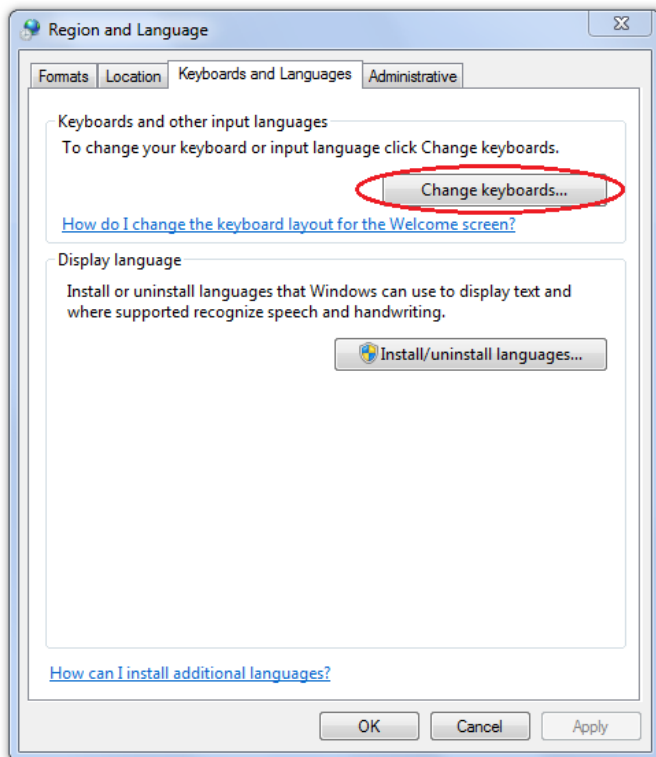 Region and Language
Formats Location Keyboards and Languages Administrative
Keyboards and other input languages
To change your keyboard or input language click Change keyboards.
Change keyboards...
How do I change the keyboard layout for the Welcome screen?
Display language
Install or uninstall languages that Windows can use to display text and
where supported recognize speech and handwriting.
Install/uninstall languages...
How can I install additional languages?
OK Cancel Apply